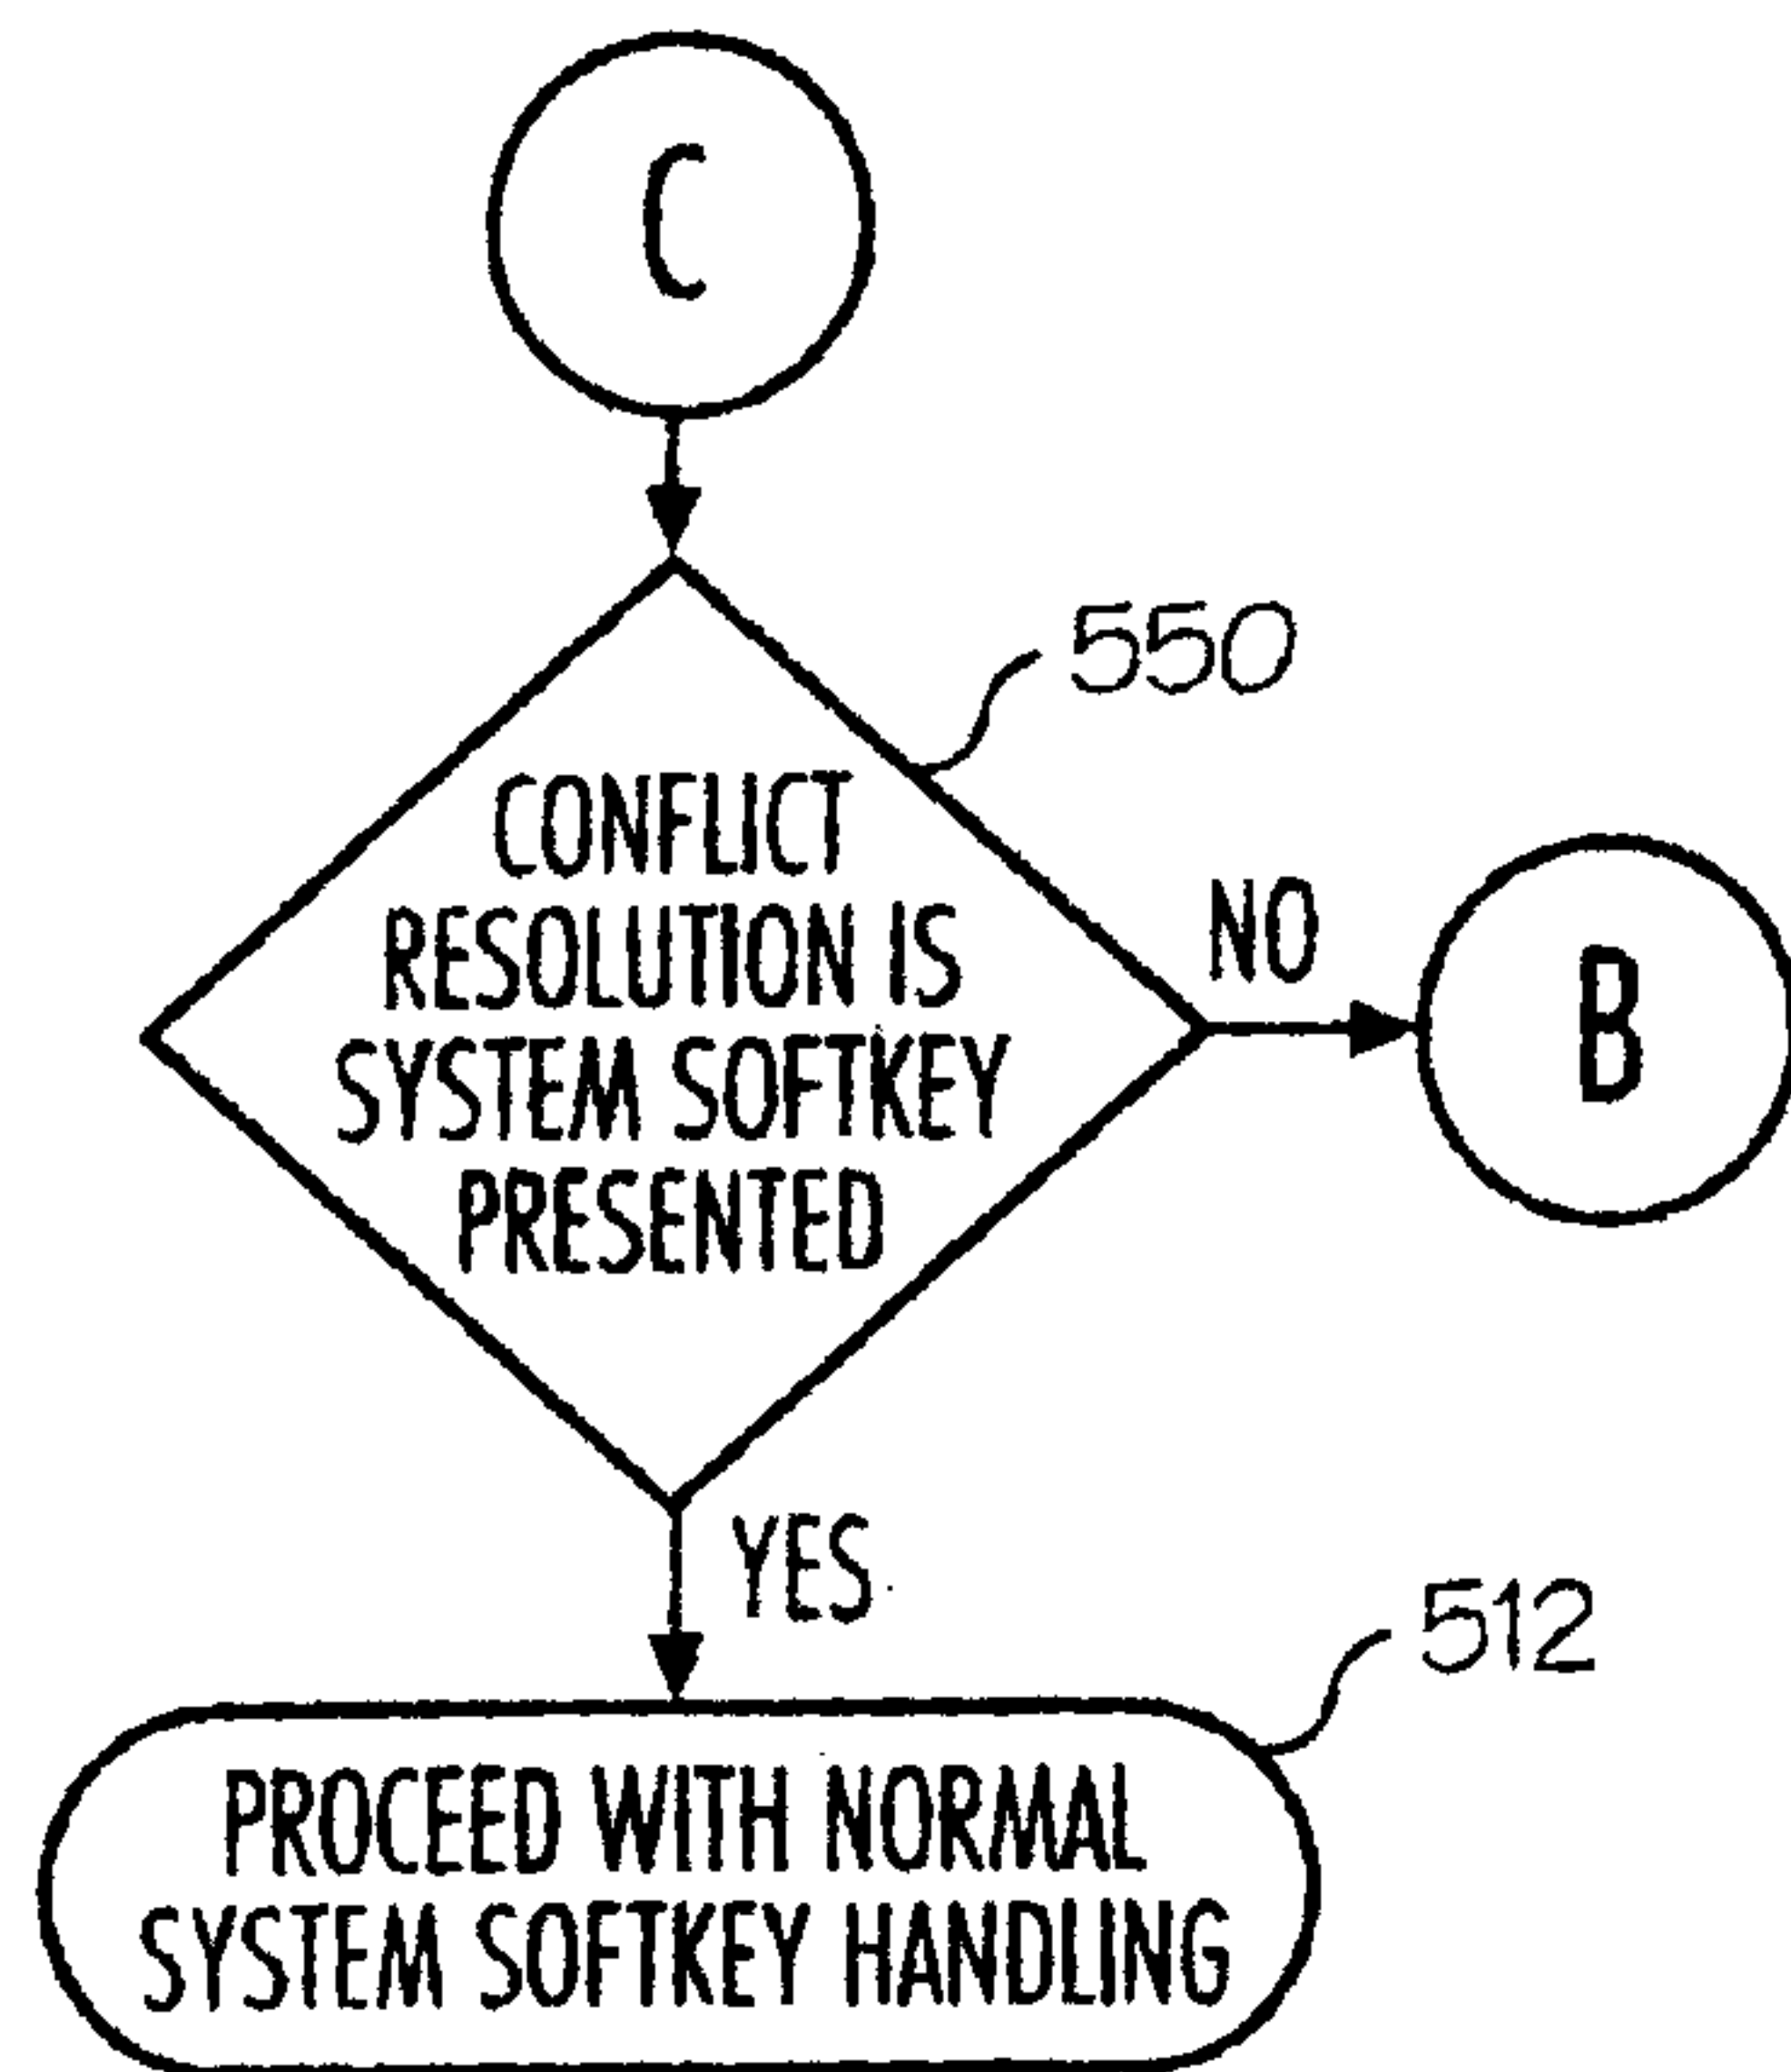 C
550
CONFLICT
RESOLUTION IS
SYSTEM SOFTKEY
PRESENTED
NO
B
YES
512
PROCEED WITH NORMAL
SYSTEM SOFTKEY HANDLING